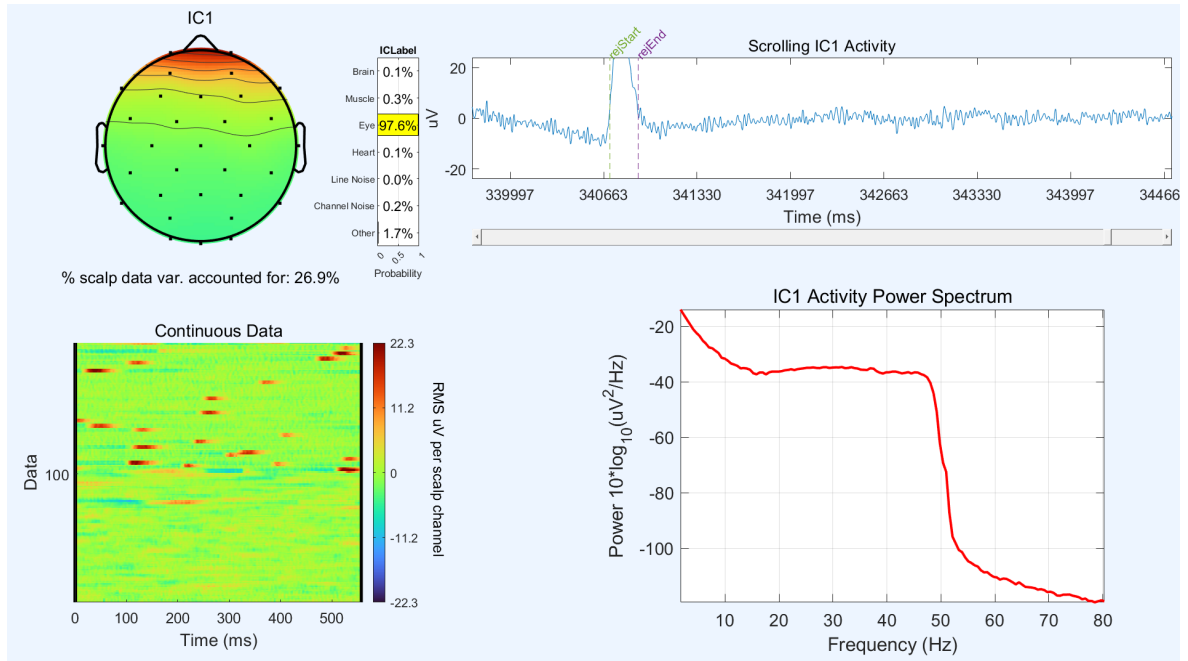 IC1
ICLabel
Brain 0.1%
Muscle 0.3%
Eye 97.6%
Heart 0.1%
Line Noise 0.0%
Channel Noise 0.2%
Other 1.7%
0 0.5 1
Probability
% scalp data var. accounted for: 26.9%
rejStart
rejEnd
Scrolling IC1 Activity
20
0
-20
uV
339997 340663 341330 341997 342663 343330 343997 344663
Time (ms)
Continuous Data
Data
100
0 100 200 300 400 500
Time (ms)
22.3
11.2
0
-11.2
-22.3
RMS uV per scalp channel
IC1 Activity Power Spectrum
Power 10*log10(uV2/Hz)
-20
-40
-60
-80
-100
10 20 30 40 50 60 70 80
Frequency (Hz)